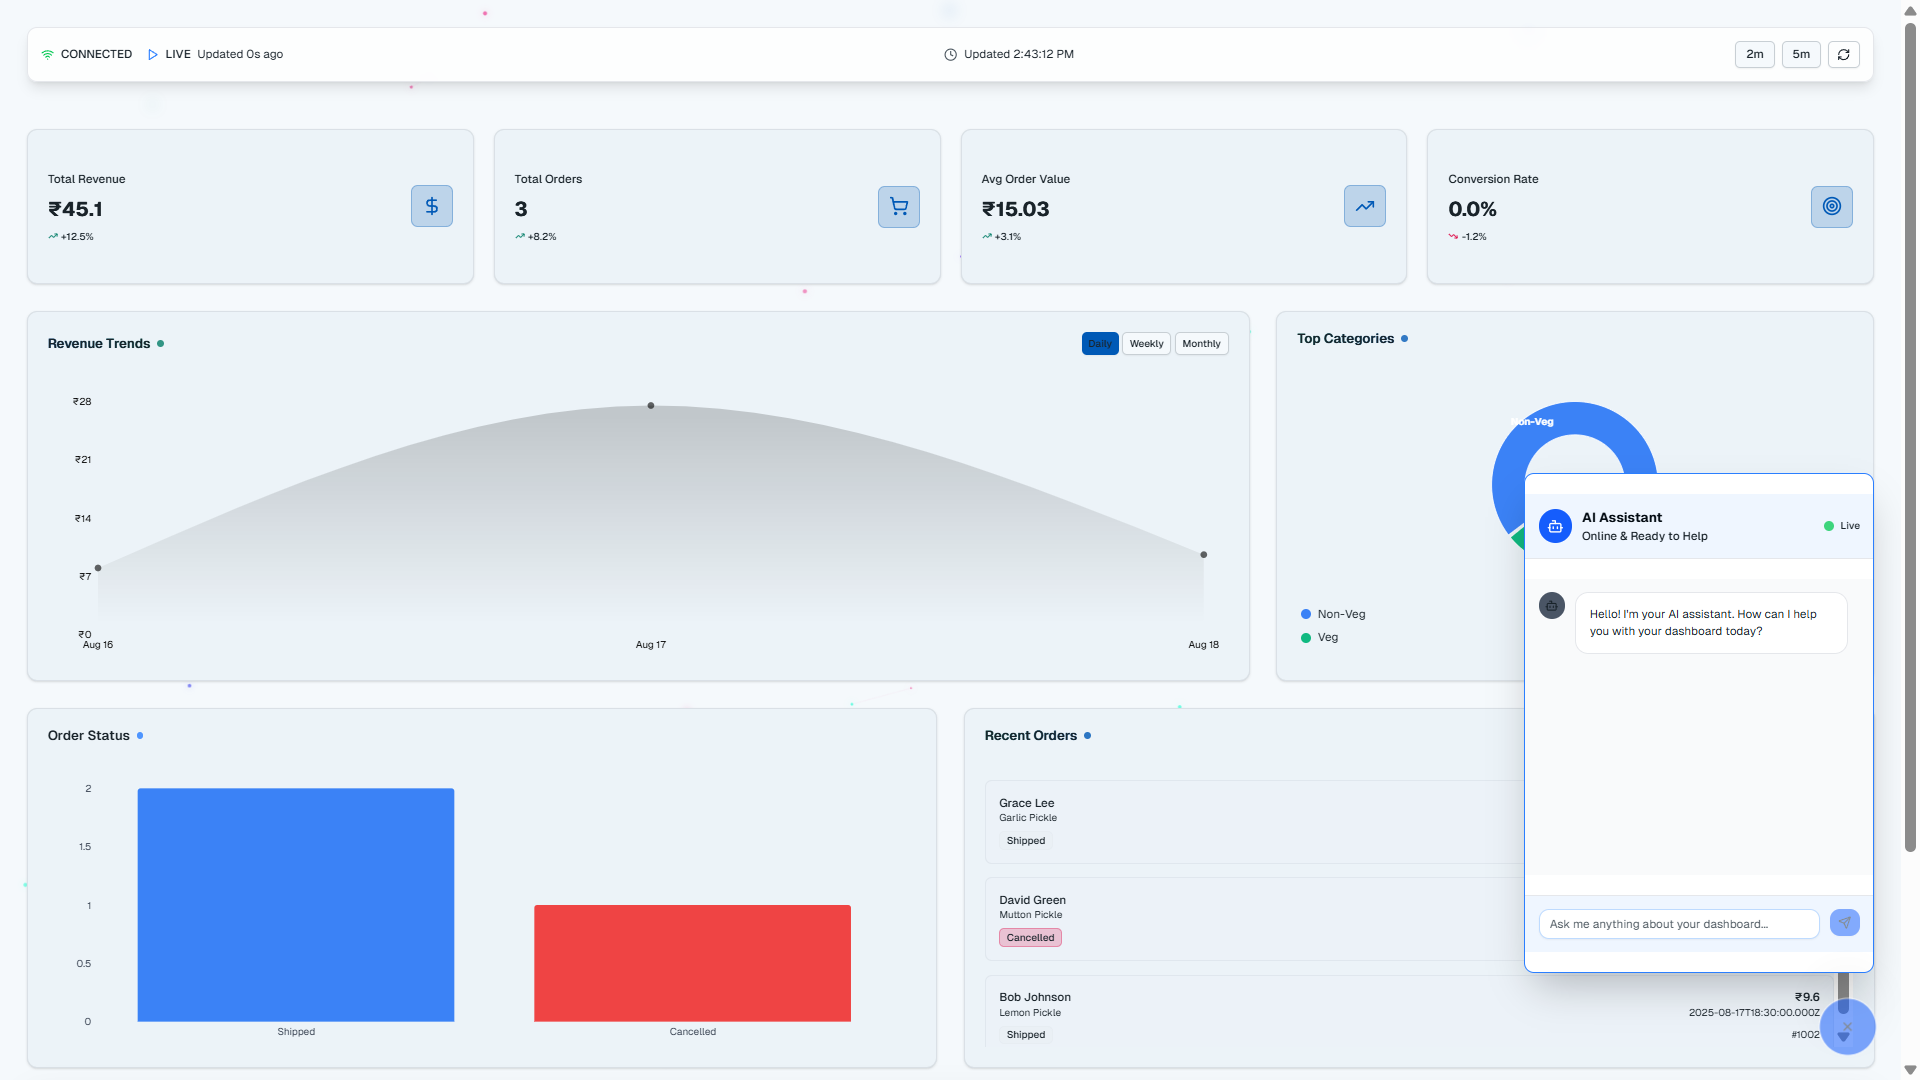 CONNECTED LIVE Updated 0s ago
Updated 2:43:12 PM
2m 5m
Total Revenue
₹45.1
+12.5%
Total Orders
3
+8.2%
Avg Order Value
₹15.03
+3.1%
Conversion Rate
0.0%
-1.2%
Revenue Trends
Daily Weekly Monthly
₹28
₹21
₹14
₹7
₹0
Aug 16 Aug 17 Aug 18
Top Categories
Non-Veg
Non-Veg
Veg
AI Assistant
Online & Ready to Help
Live
Hello! I'm your AI assistant. How can I help
you with your dashboard today?
Ask me anything about your dashboard...
Order Status
2
1.5
1
0.5
0
Shipped Cancelled
Recent Orders
Grace Lee
Garlic Pickle
Shipped
David Green
Mutton Pickle
Cancelled
Bob Johnson
Lemon Pickle
Shipped
₹9.6
2025-08-17T18:30:00.000Z
#1002